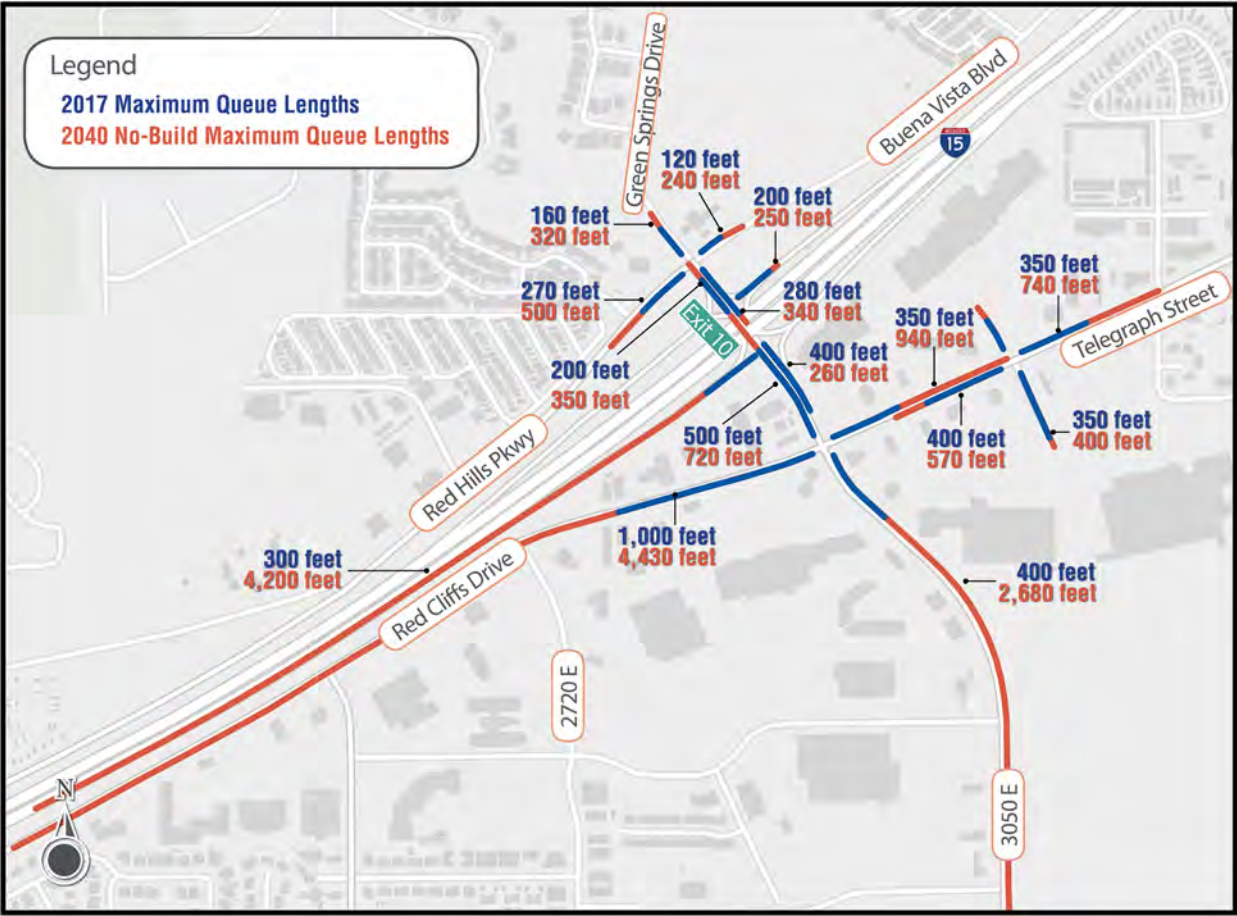 Legend
2017 Maximum Queue Lengths
2040 No-Build Maximum Queue Lengths
Green Springs Drive
Buena Vista Blvd
15
120 feet
240 feet
200 feet
250 feet
160 feet
320 feet
270 feet
500 feet
280 feet
340 feet
Exit 10
350 feet
740 feet
350 feet
940 feet
Telegraph Street
400 feet
260 feet
200 feet
350 feet
500 feet
720 feet
400 feet
570 feet
350 feet
400 feet
Red Hills Pkwy
1,000 feet
4,430 feet
300 feet
4,200 feet
Red Cliffs Drive
400 feet
2,680 feet
2720 E
3050 E
N